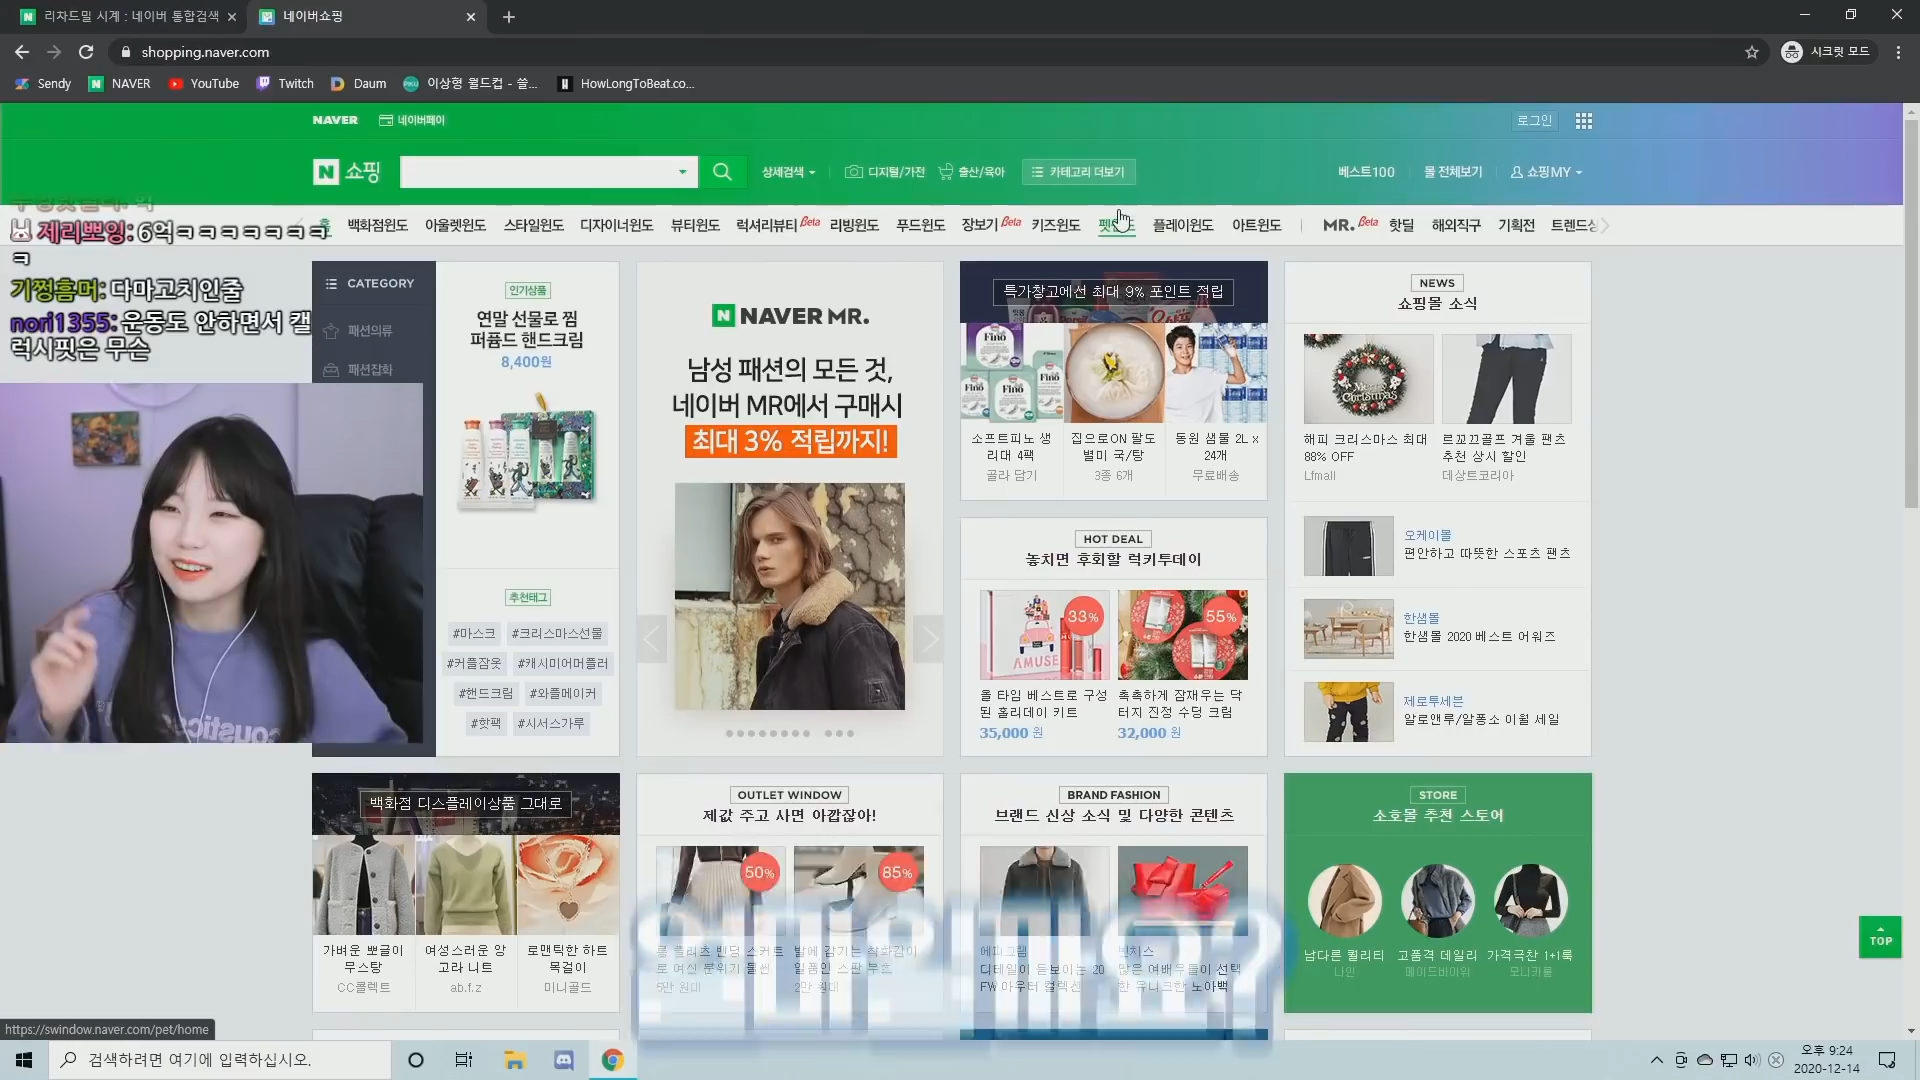 리차드밀 시계 : 네이버 통합검색
네이버쇼핑
shopping.naver.com
시크릿 모드
Sendy
NAVER
YouTube
Twitch
Daum
이상형 월드컵 - 쓸...
HowLongToBeat.co...
NAVER
네이버페이
로그인
N 쇼핑
상세검색
디지털/가전
출산/육아
카테고리 더보기
베스트100
몰 전체보기
쇼핑MY
홈
백화점윈도
아울렛윈도
스타일윈도
디자이너윈도
뷰티윈도
럭셔리뷰티 Beta
리빙윈도
푸드윈도
장보기 Beta
키즈윈도
플레이윈도
아트윈도
MR. Beta
핫딜
해외직구
기획전
트렌드
제리뽀잉: 6억ㅋㅋㅋㅋㅋㅋㅋ
ㅋ
기쩡흠머: 다마고치인줄
nori1355: 운동도 안하면서 갤
럭시핏은 무슨
CATEGORY
패션의류
패션잡화
인기상품
연말 선물로 찜
퍼퓸드 핸드크림
8,400원
추천태그
#마스크 #크리스마스선물
#커플잠옷 #캐시미어머플러
#핸드크림 #와플메이커
#핫팩 #시서스가루
N NAVER MR.
남성 패션의 모든 것,
네이버 MR에서 구매시
최대 3% 적립까지!
특가창고에선 최대 9% 포인트 적립
Fino
소프트피노 생
리대 4팩
골라 담기
집으로ON 팔도
별미 국/탕
3종 6개
동원 샘물 2L x
24개
무료배송
HOT DEAL
놓치면 후회할 럭키투데이
33%
AMUSE
올 타임 베스트로 구성
된 홀리데이 키트
35,000 원
55%
촉촉하게 잠재우는 닥
터지 진정 수딩 크림
32,000 원
NEWS
쇼핑몰 소식
Merry
Christmas
해피 크리스마스 최대
88% OFF
Lfmall
르꼬끄골프 겨울 팬츠
추천 상시 할인
데상트코리아
오케이몰
편안하고 따뜻한 스포츠 팬츠
한샘몰
한샘몰 2020 베스트 어워즈
제로투세븐
알로앤루/알퐁소 이월 세일
백화점 디스플레이상품 그대로
가벼운 뽀글이
무스탕
CC콜렉트
여성스러운 앙
고라 니트
ab.f.z
로맨틱한 하트
목걸이
미니골드
OUTLET WINDOW
제값 주고 사면 아깝잖아!
50%
85%
BRAND FASHION
브랜드 신상 소식 및 다양한 콘텐츠
STORE
소호몰 추천 스토어
남다른 퀄리티
나인
고품격 데일리
메이드바이위
가격극찬 1+1룩
모니카룸
TOP
https://swindow.naver.com/pet/home
검색하려면 여기에 입력하십시오.
오후 9:24
2020-12-14